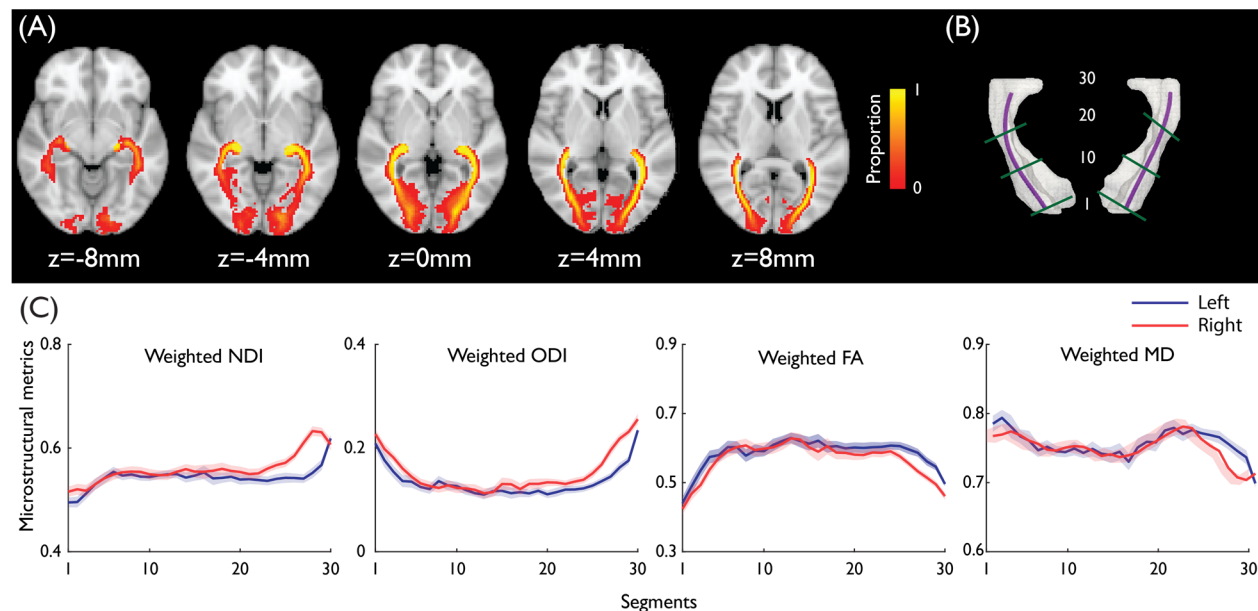 (A)
(B)
1
Proportion
0
z=-8mm
z=-4mm
z=0mm
z=4mm
z=8mm
30
20
10
1
(C)
Left
Right
Microstructural metrics
Weighted NDI
0.8
0.6
0.4
1
10
20
30
Weighted ODI
0.4
0.2
0
1
10
20
30
Weighted FA
0.9
0.7
0.5
0.3
1
10
20
30
Weighted MD
0.9
0.8
0.7
0.6
1
10
20
30
Segments